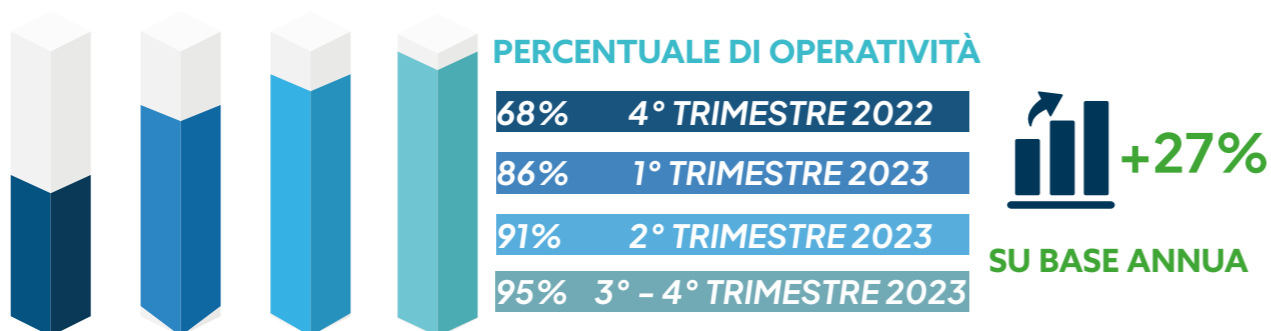 PERCENTUALE DI OPERATIVITÀ
68% 4° TRIMESTRE 2022
86% 1° TRIMESTRE 2023
91% 2° TRIMESTRE 2023
95% 3° - 4° TRIMESTRE 2023
+27%
SU BASE ANNUA